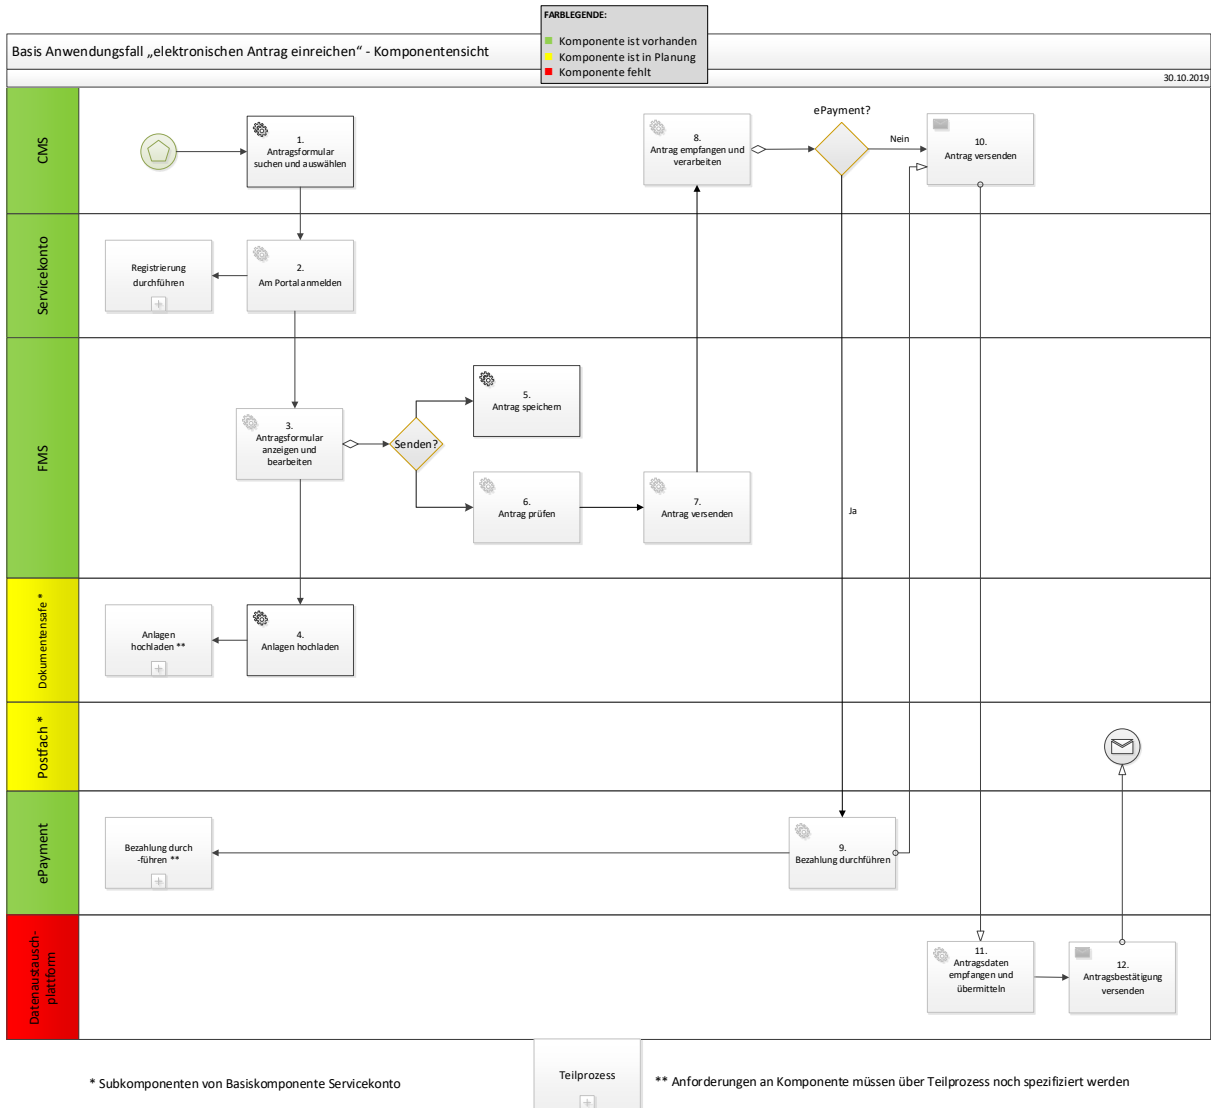 FARBLEGENDE:
Komponente ist vorhanden
Komponente ist in Planung
Komponente fehlt
Basis Anwendungsfall „elektronischen Antrag einreichen“ - Komponentensicht
30.10.2019
CMS
1.
Antragsformular
suchen und auswählen
8.
Antrag empfangen und
verarbeiten
ePayment?
Nein
10.
Antrag versenden
Servicekonto
Registrierung
durchführen
2.
Am Portal anmelden
FMS
3.
Antragsformular
anzeigen und
bearbeiten
Senden?
5.
Antrag speichern
6.
Antrag prüfen
7.
Antrag versenden
Ja
Dokumentensafe *
Anlagen
hochladen **
4.
Anlagen hochladen
Postfach *
ePayment
Bezahlung durch
-führen **
9.
Bezahlung durchführen
Datenaustausch-
plattform
11.
Antragsdaten
empfangen und
übermitteln
12.
Antragsbestätigung
versenden
* Subkomponenten von Basiskomponente Servicekonto
Teilprozess
** Anforderungen an Komponente müssen über Teilprozess noch spezifiziert werden